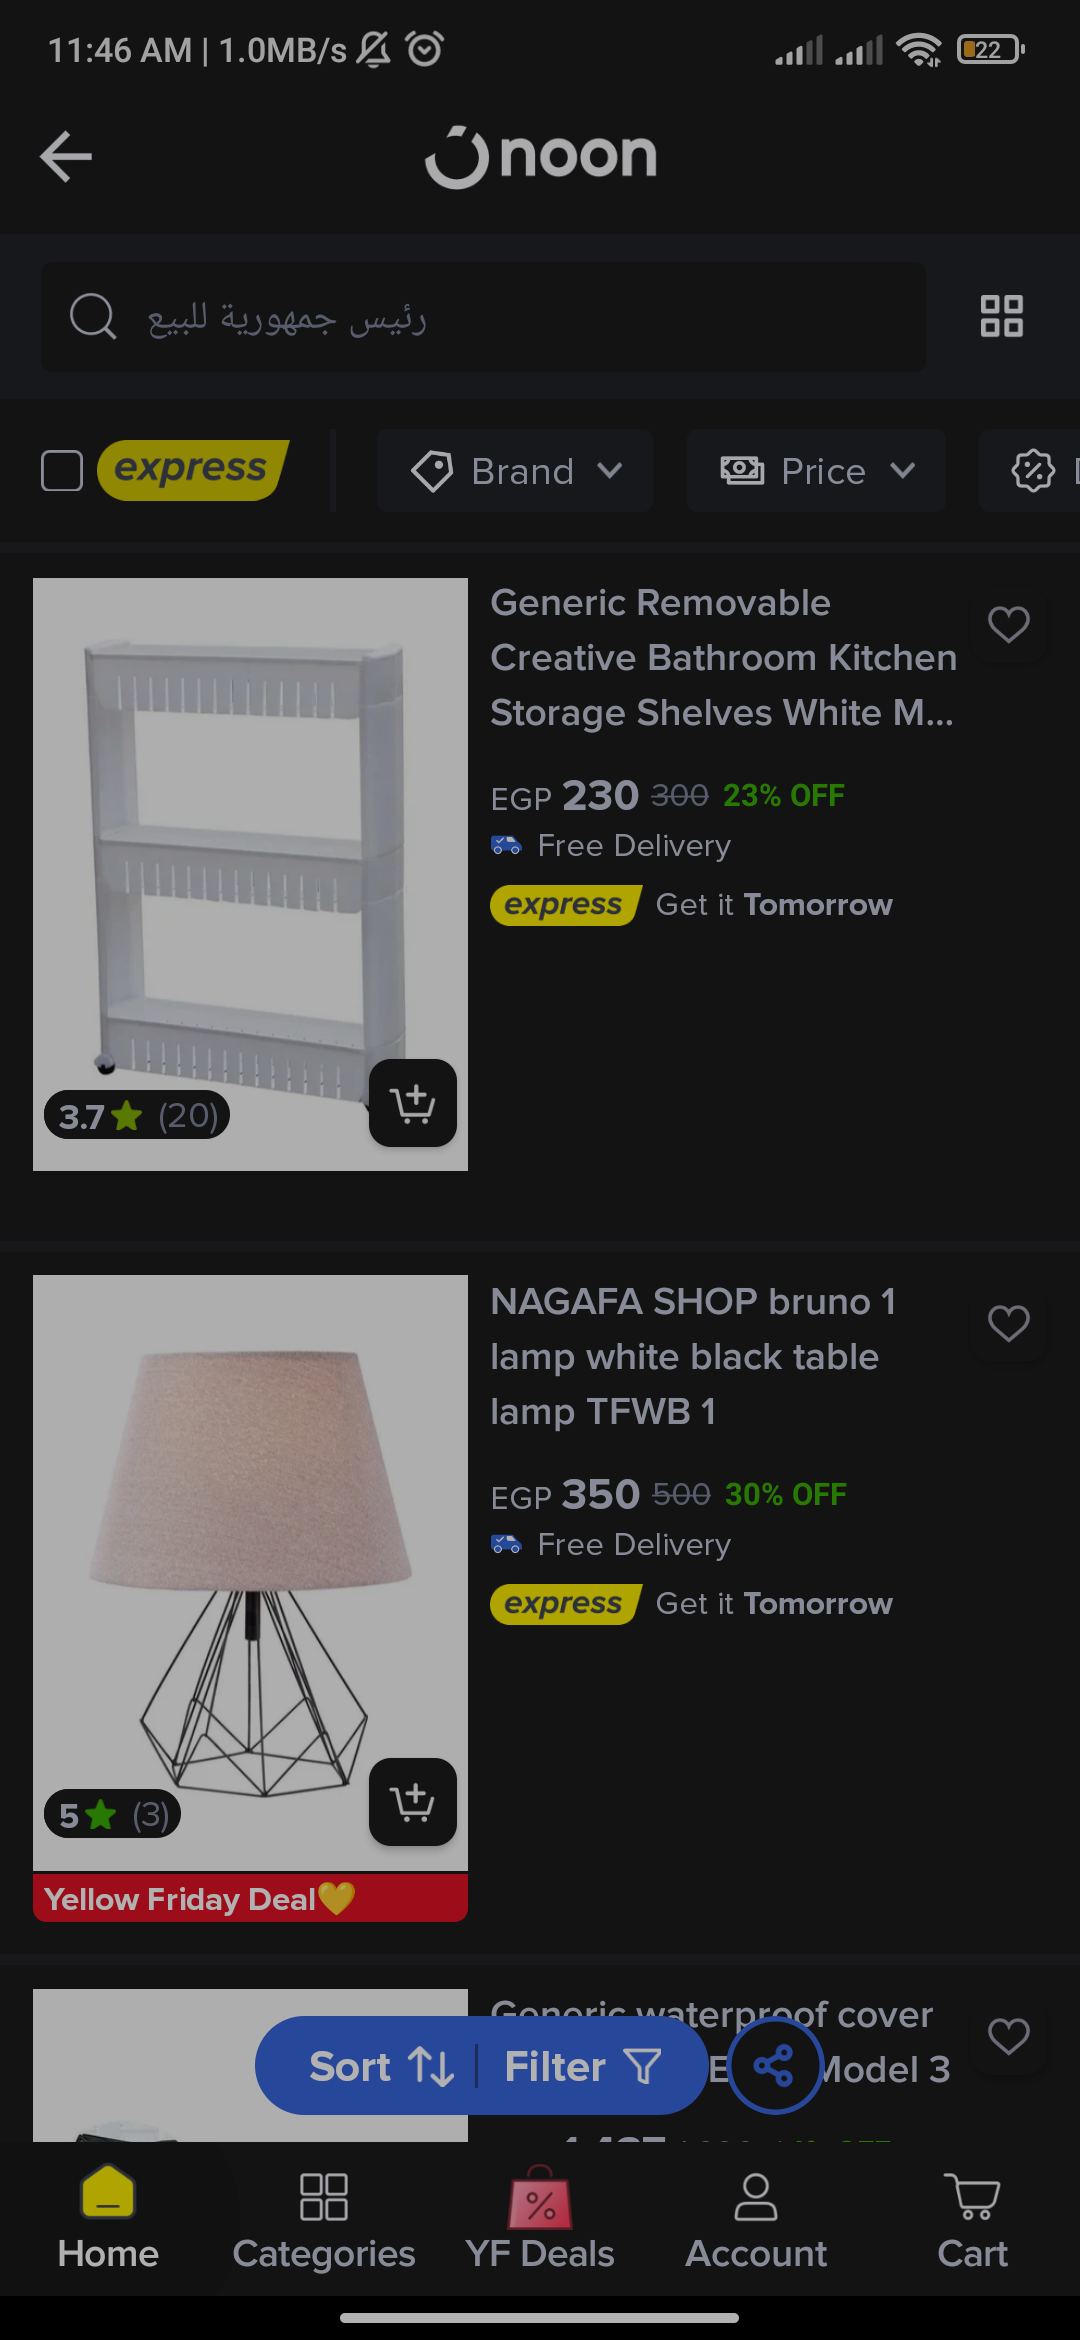 11:46 AM | 1.0MB/s
22
noon
رئيس جمهورية للبيع
express
Brand
Price
Generic Removable
Creative Bathroom Kitchen
Storage Shelves White M...
EGP 230 300 23% OFF
Free Delivery
express Get it Tomorrow
3.7 (20)
NAGAFA SHOP bruno 1
lamp white black table
lamp TFWB 1
EGP 350 500 30% OFF
Free Delivery
express Get it Tomorrow
5 (3)
Yellow Friday Deal
Generic waterproof cover
Model 3
Sort
Filter
Home
Categories
YF Deals
Account
Cart